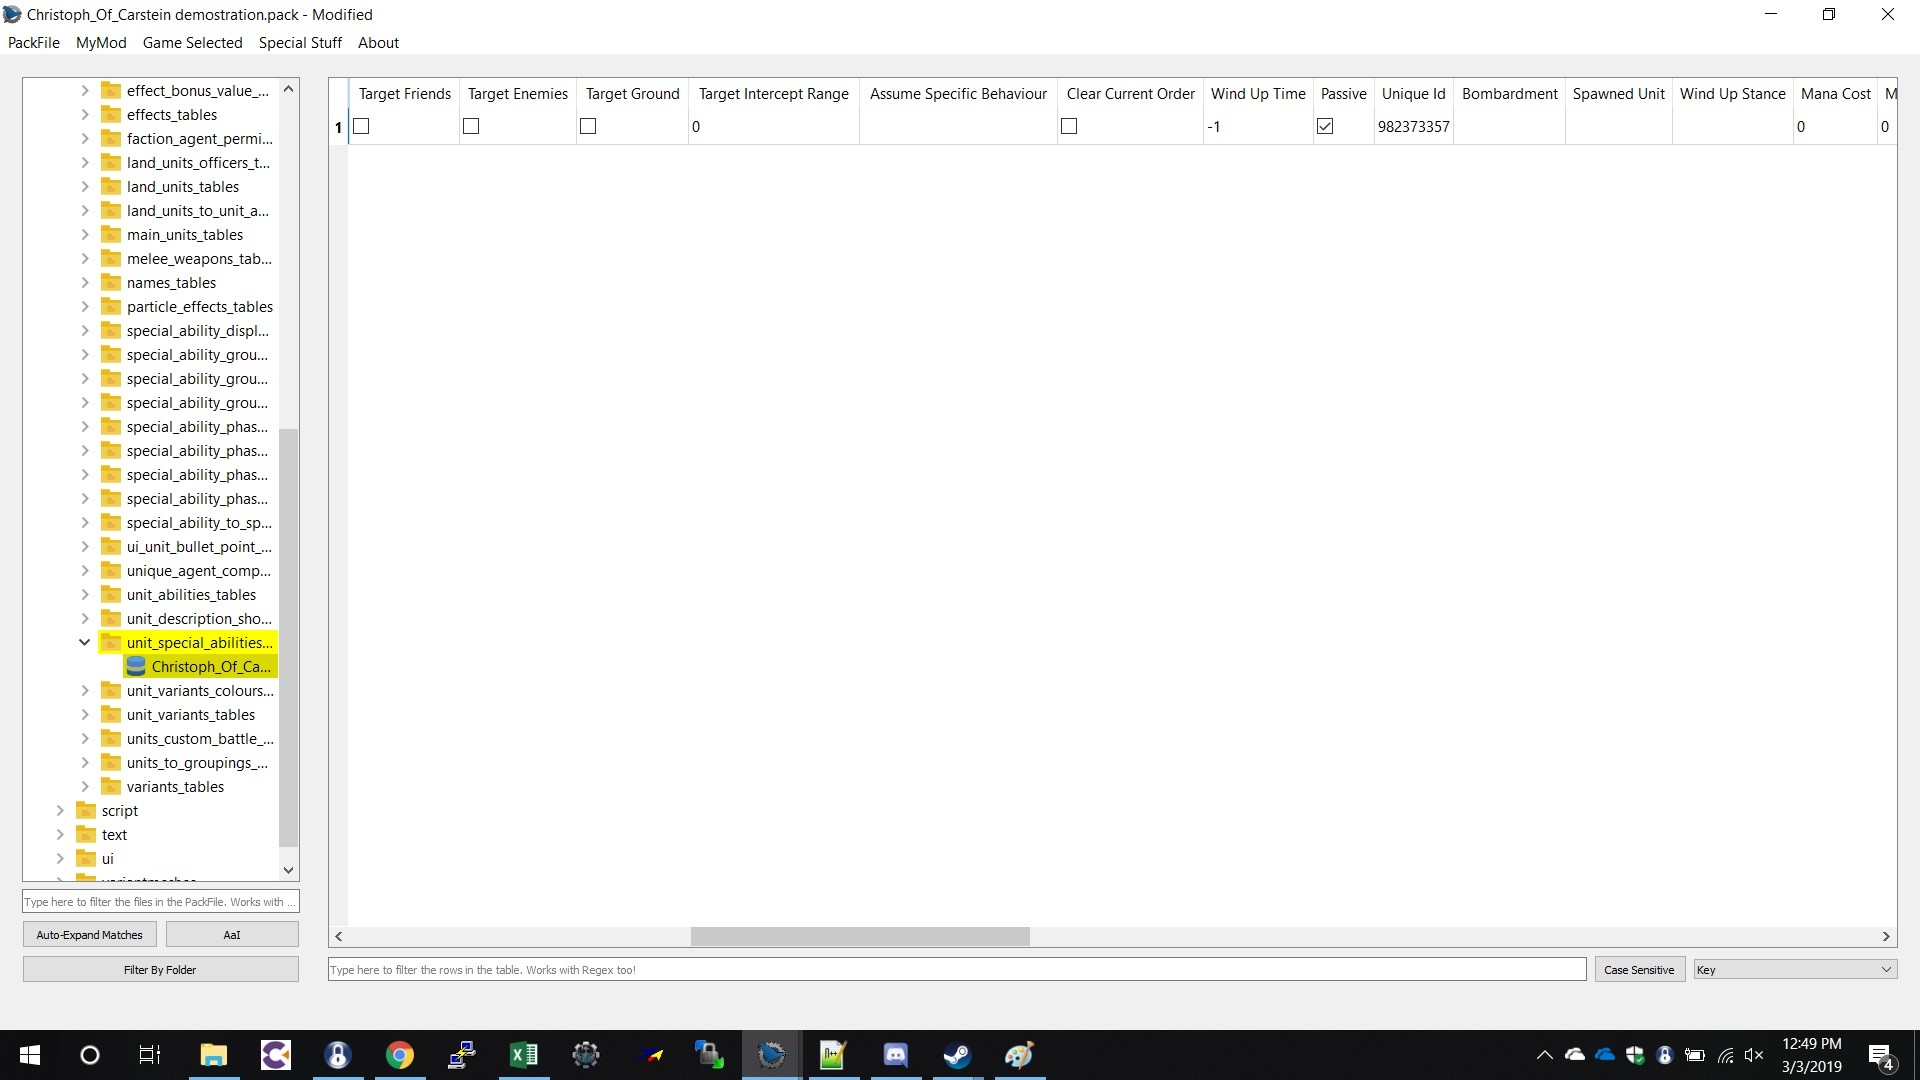 Christoph_Of_Carstein demostration.pack - Modified
PackFile MyMod Game Selected Special Stuff About
effect_bonus_value_...
effects_tables
faction_agent_permi...
land_units_officers_t...
land_units_tables
land_units_to_unit_a...
main_units_tables
melee_weapons_tab...
names_tables
particle_effects_tables
special_ability_displ...
special_ability_grou...
special_ability_grou...
special_ability_grou...
special_ability_phas...
special_ability_phas...
special_ability_phas...
special_ability_phas...
special_ability_to_sp...
ui_unit_bullet_point_...
unique_agent_comp...
unit_abilities_tables
unit_description_sho...
unit_special_abilities...
Christoph_Of_Ca...
unit_variants_colours...
unit_variants_tables
units_custom_battle_...
units_to_groupings_...
variants_tables
script
text
ui
Type here to filter the files in the PackFile. Works with ...
Auto-Expand Matches AaI
Filter By Folder
Target Friends Target Enemies Target Ground Target Intercept Range Assume Specific Behaviour Clear Current Order Wind Up Time Passive Unique Id Bombardment Spawned Unit Wind Up Stance Mana Cost M
1 0 -1 982373357 0 0
Type here to filter the rows in the table. Works with Regex too!
Case Sensitive Key
12:49 PM
3/3/2019
4